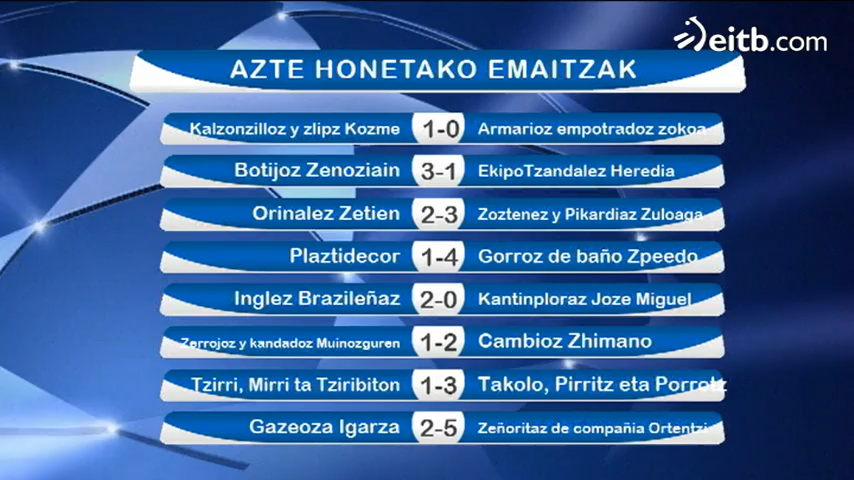 eitb.com
AZTE HONETAKO EMAITZAK
Kalzonzilloz y zlipz Kozme 1-0 Armarioz empotradoz zokoa
Botijoz Zenoziain 3-1 EkipoTzandalez Heredia
Orinalez Zetien 2-3 Zoztenez y Pikardiaz Zuloaga
Plaztidecor 1-4 Gorroz de baño Zpeedo
Inglez Brazileñaz 2-0 Kantinploraz Joze Miguel
Zerrojoz y kandadoz Muinozguren 1-2 Cambioz Zhimano
Tzirri, Mirri ta Tziribiton 1-3 Takolo, Pirritz eta Porrotz
Gazeoza Igarza 2-5 Zeñoritaz de compañia Ortentzi